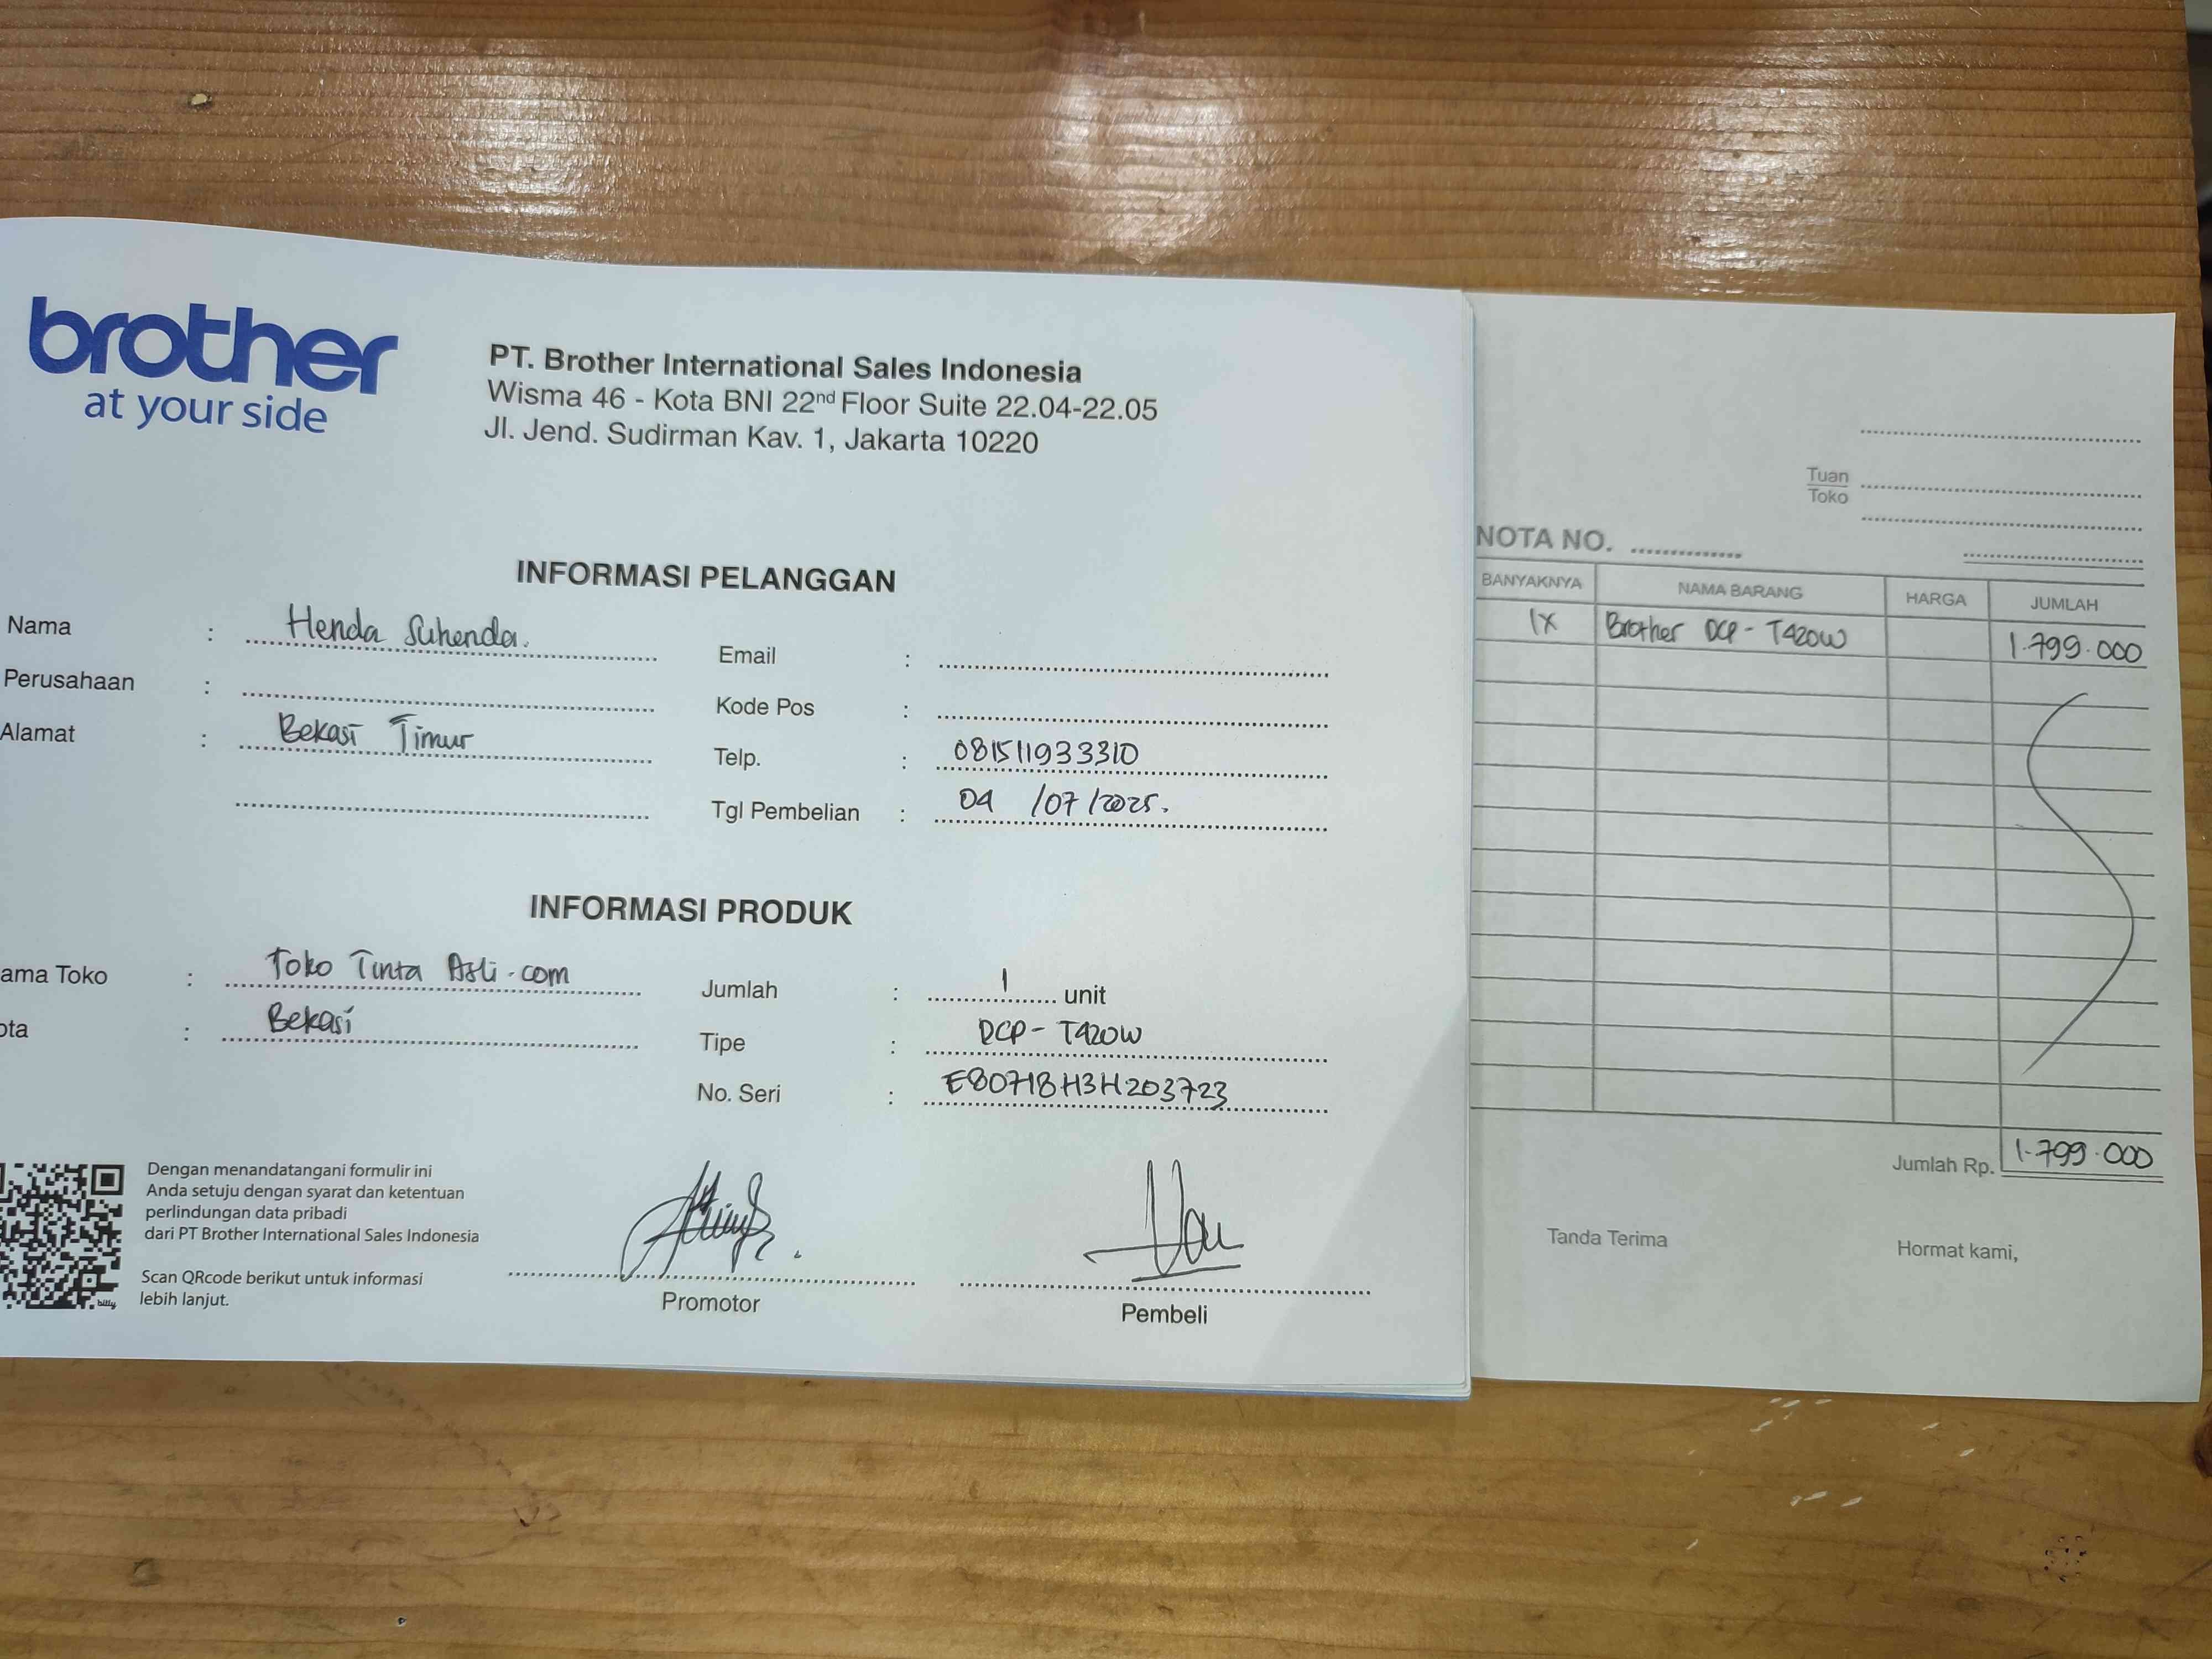 brother
at your side
PT. Brother International Sales Indonesia
Wisma 46 - Kota BNI 22nd Floor Suite 22.04-22.05
Jl. Jend. Sudirman Kav. 1, Jakarta 10220
INFORMASI PELANGGAN
Nama : Henda Suhenda.
Perusahaan :
Alamat : Bekasi Timur
Email :
Kode Pos :
Telp. : 081511933310
Tgl Pembelian : 04 /07/2025.
INFORMASI PRODUK
ama Toko : Toko Tinta Asli.com
ota : Bekasi
Jumlah : 1 unit
Tipe : DCP-T420W
No. Seri : E80718H3H203723
Dengan menandatangani formulir ini
Anda setuju dengan syarat dan ketentuan
perlindungan data pribadi
dari PT Brother International Sales Indonesia
Scan QRcode berikut untuk informasi
lebih lanjut.
billy
Promotor
Pembeli
Tuan
Toko
NOTA NO.
BANYAKNYA NAMA BARANG HARGA JUMLAH
1X Brother DCP-T420W 1.799.000
Jumlah Rp. 1.799.000
Tanda Terima
Hormat kami,